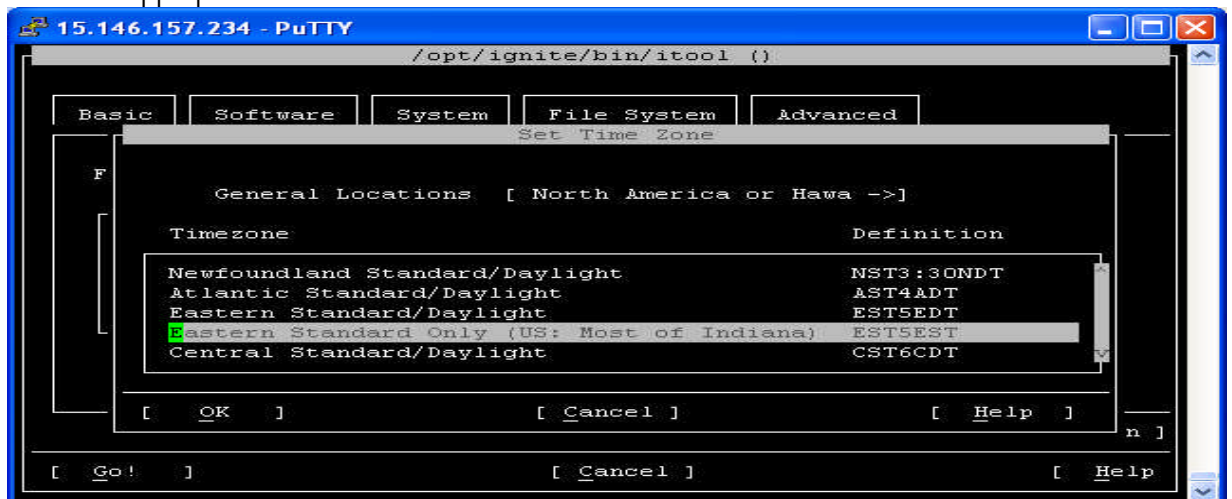 15.146.157.234 - PuTTY
/opt/ignite/bin/itool ()
Basic Software System File System Advanced
Set Time Zone
F
General Locations [ North America or Hawa ->]
Timezone Definition
Newfoundland Standard/Daylight NST3:30NDT
Atlantic Standard/Daylight AST4ADT
Eastern Standard/Daylight EST5EDT
Eastern Standard Only (US: Most of Indiana) EST5EST
Central Standard/Daylight CST6CDT
[ OK ] [ Cancel ] [ Help ]
n ]
[ Go! ] [ Cancel ] [ Help